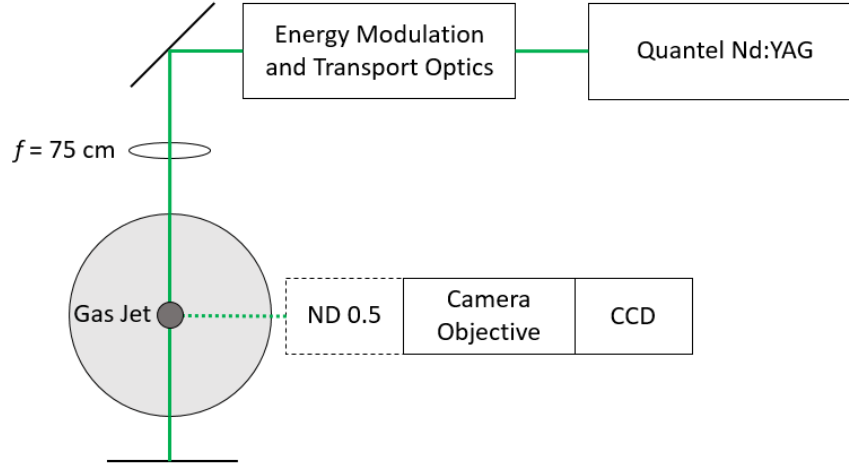 Energy Modulation
and Transport Optics
Quantel Nd:YAG
f = 75 cm
Gas Jet
ND 0.5
Camera
Objective
CCD